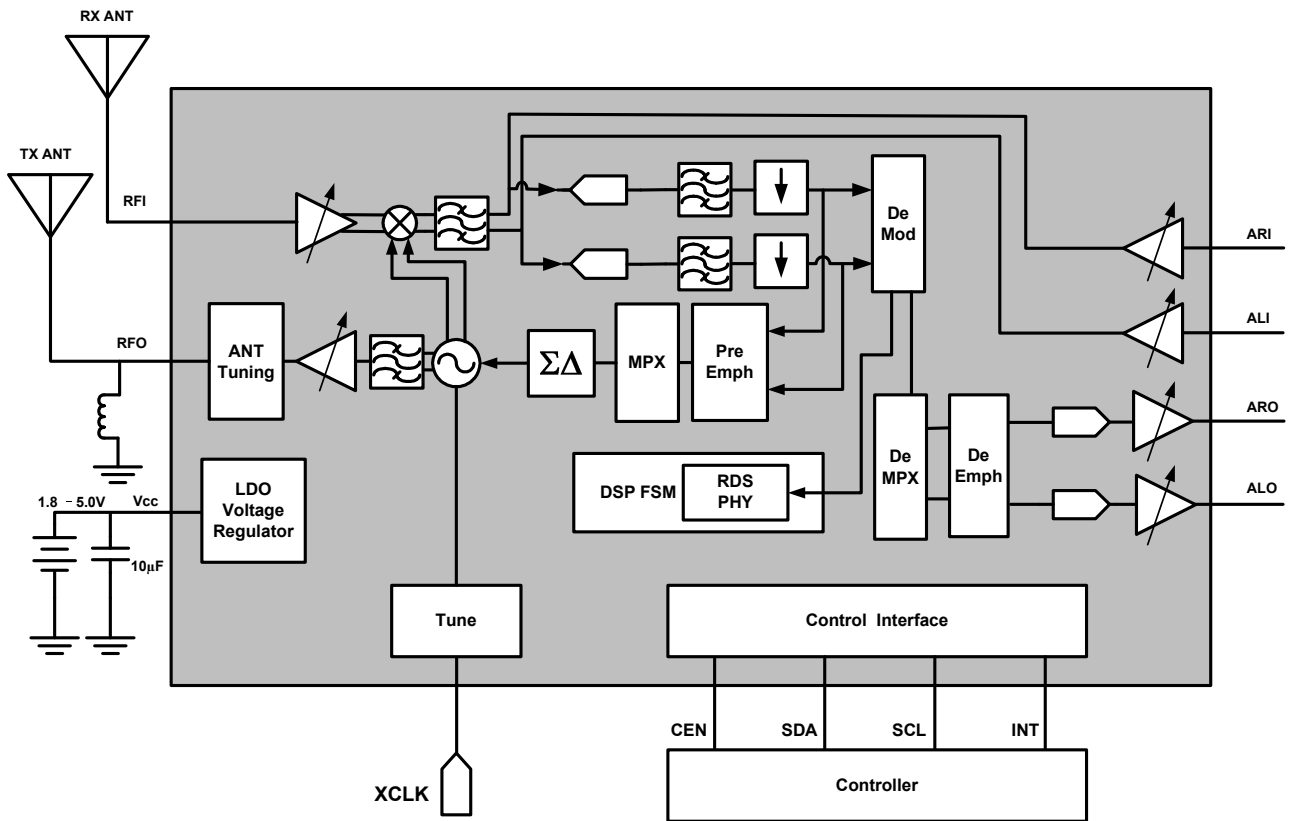 RX ANT
TX ANT
RFI
De
Mod
ARI
ALI
RFO
ANT
Tuning
ΣΔ
MPX
Pre
Emph
ARO
De
MPX
De
Emph
DSP FSM
RDS
PHY
ALO
1.8 – 5.0V
Vcc
LDO
Voltage
Regulator
10μF
Tune
Control Interface
CEN
SDA
SCL
INT
XCLK
Controller